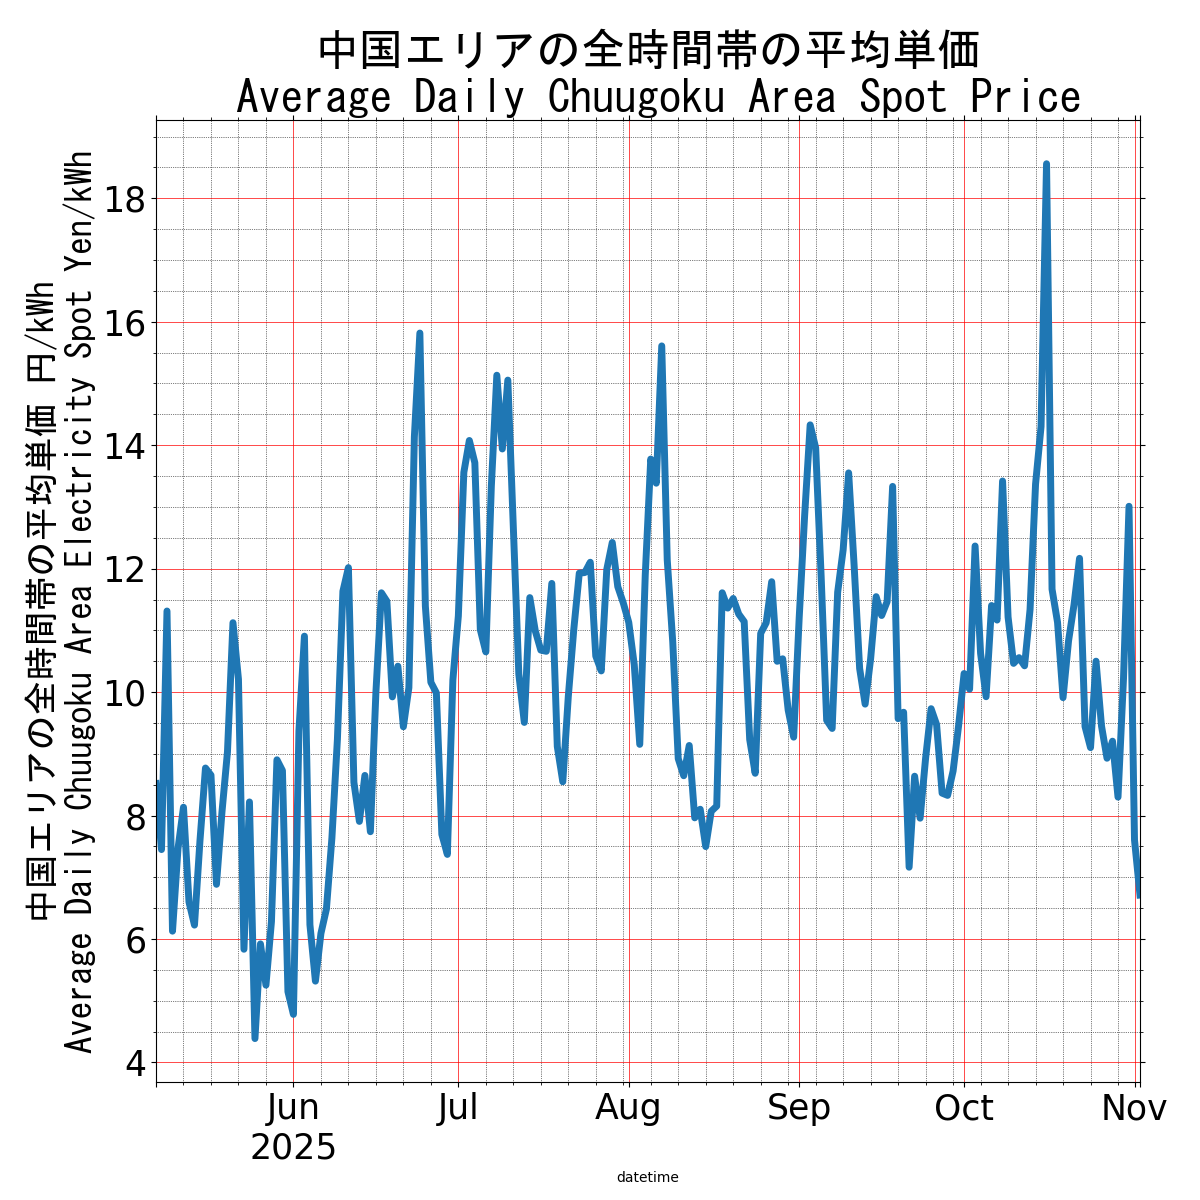 中国エリアの全時間帯の平均単価
Average Daily Chuugoku Area Spot Price
中国エリアの全時間帯の平均単価 円/kWh
Average Daily Chuugoku Area Electricity Spot Yen/kWh
18
16
14
12
10
8
6
4
Jun
2025
Jul
Aug
Sep
Oct
Nov
datetime